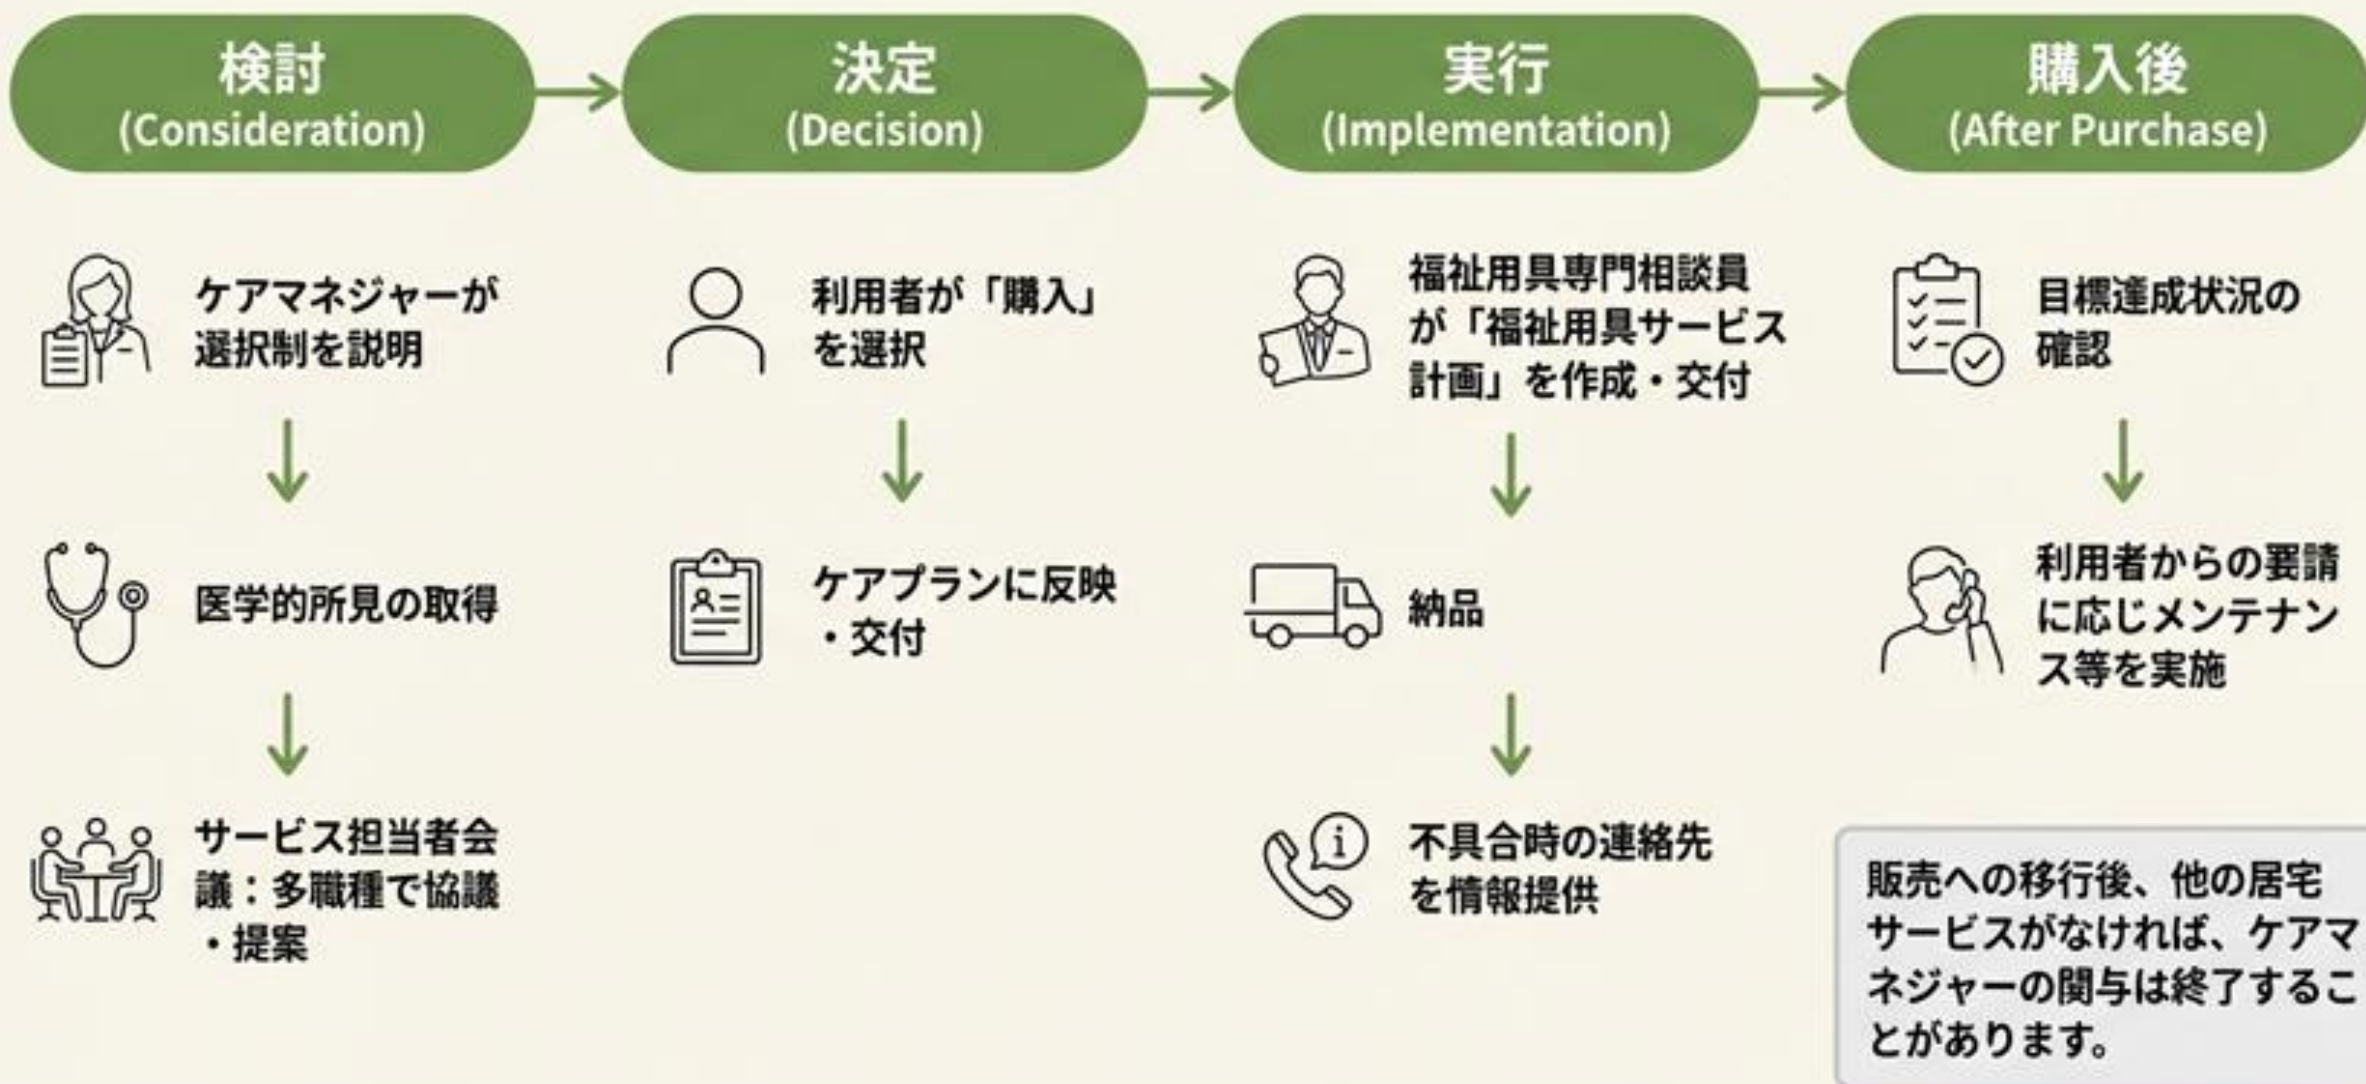 検討
(Consideration)
ケアマネジャーが
選択制を説明
医学的所見の取得
サービス担当者会
議：多職種で協議
・提案
決定
(Decision)
利用者が「購入」
を選択
ケアプランに反映
・交付
実行
(Implementation)
福祉用具専門相談員
が「福祉用具サービス
計画」を作成・交付
納品
i
不具合時の連絡先
を情報提供
購入後
(After Purchase)
目標達成状況の
確認
利用者からの要請
に応じメンテナン
ス等を実施
販売への移行後、他の居宅
サービスがなければ、ケアマ
ネジャーの関与は終了するこ
とがあります。